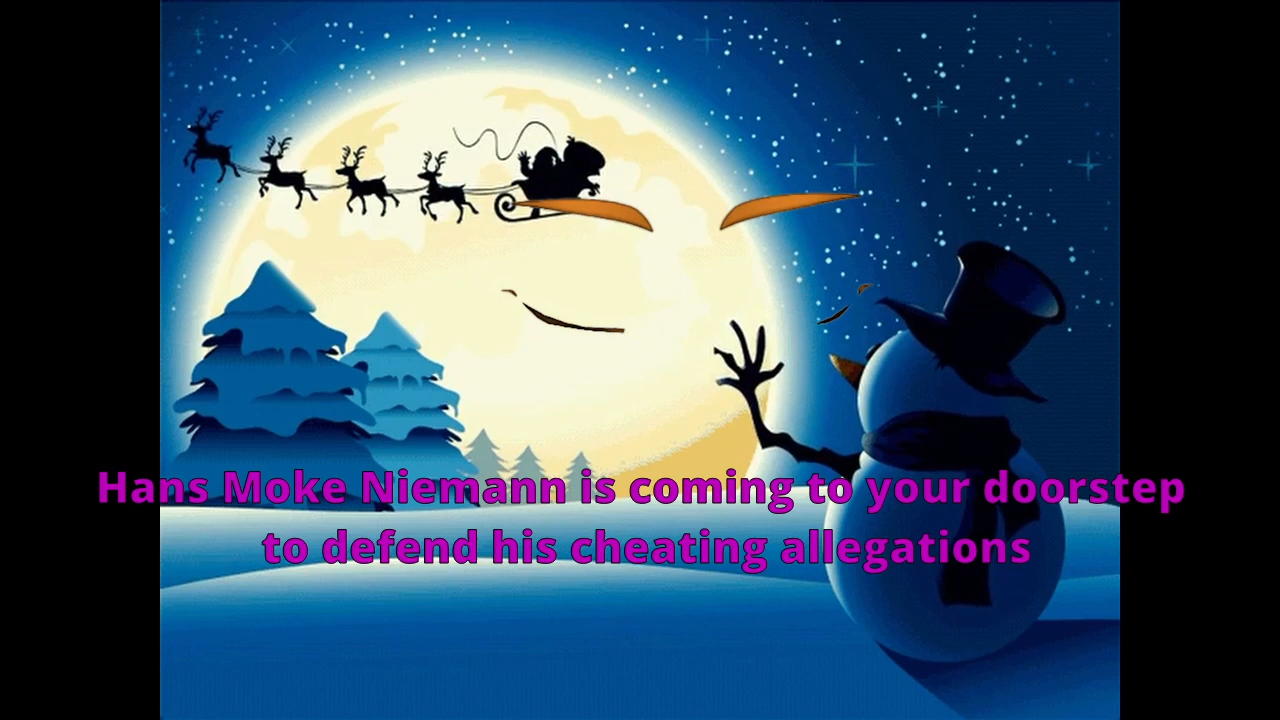 Hans Moke Niemann is coming to your doorstep
to defend his cheating allegations